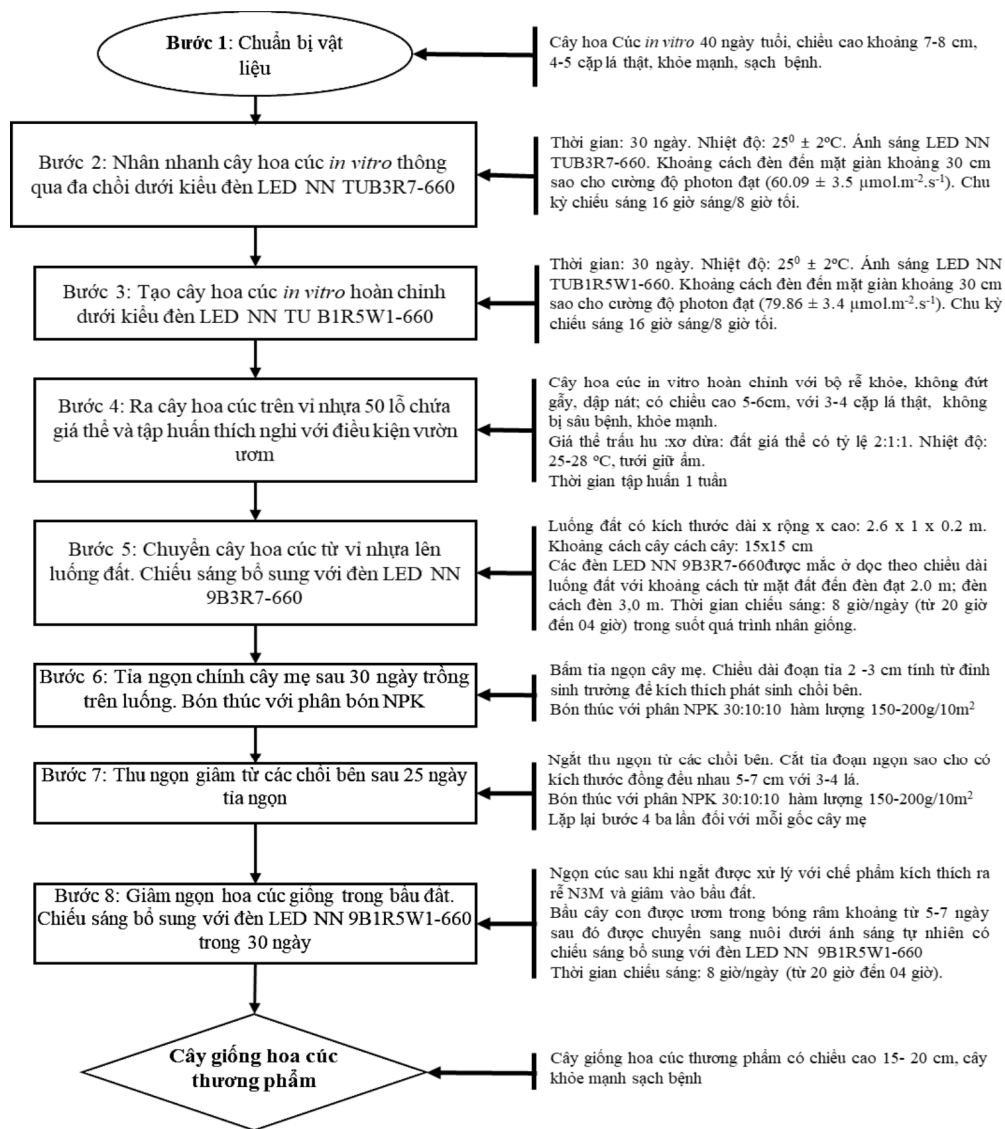 Bước 1: Chuẩn bị vật
liệu
Cây hoa Cúc in vitro 40 ngày tuổi, chiều cao khoảng 7-8 cm,
4-5 cặp lá thật, khỏe mạnh, sạch bệnh.
Bước 2: Nhân nhanh cây hoa cúc in vitro thông
qua đa chồi dưới kiểu đèn LED NN TUB3R7-660
Thời gian: 30 ngày. Nhiệt độ: 25⁰ ± 2ºC. Ánh sáng LED NN
TUB3R7-660. Khoảng cách đèn đến mặt giàn khoảng 30 cm
sao cho cường độ photon đạt (60.09 ± 3.5 µmol.m⁻².s⁻¹). Chu
kỳ chiếu sáng 16 giờ sáng/8 giờ tối.
Bước 3: Tạo cây hoa cúc in vitro hoàn chỉnh
dưới kiểu đèn LED NN TU B1R5W1-660
Thời gian: 30 ngày. Nhiệt độ: 25⁰ ± 2ºC. Ánh sáng LED NN
TUB1R5W1-660. Khoảng cách đèn đến mặt giàn khoảng 30 cm
sao cho cường độ photon đạt (79.86 ± 3.4 µmol.m⁻².s⁻¹). Chu kỳ
chiếu sáng 16 giờ sáng/8 giờ tối.
Bước 4: Ra cây hoa cúc trên vỉ nhựa 50 lỗ chứa
giá thể và tập huấn thích nghi với điều kiện vườn
ươm
Cây hoa cúc in vitro hoàn chỉnh với bộ rễ khỏe, không đứt
gẫy, dập nát; có chiều cao 5-6cm, với 3-4 cặp lá thật, không
bị sâu bệnh, khỏe mạnh.
Giá thể trấu hu :xơ dừa: đất giá thể có tỷ lệ 2:1:1. Nhiệt độ:
25-28 ºC, tưới giữ ẩm.
Thời gian tập huấn 1 tuần
Bước 5: Chuyển cây hoa cúc từ vỉ nhựa lên
luống đất. Chiếu sáng bổ sung với đèn LED NN
9B3R7-660
Luống đất có kích thước dài x rộng x cao: 2.6 x 1 x 0.2 m.
Khoảng cách cây cách cây: 15x15 cm
Các đèn LED NN 9B3R7-660được mắc ở dọc theo chiều dài
luống đất với khoảng cách từ mặt đất đến đèn đạt 2.0 m; đèn
cách đèn 3,0 m. Thời gian chiếu sáng: 8 giờ/ngày (từ 20 giờ
đến 04 giờ) trong suốt quá trình nhân giống.
Bước 6: Tỉa ngọn chính cây mẹ sau 30 ngày trồng
trên luống. Bón thúc với phân bón NPK
Bấm tỉa ngọn cây mẹ. Chiều dài đoạn tỉa 2 -3 cm tính từ đỉnh
sinh trưởng để kích thích phát sinh chồi bên.
Bón thúc với phân NPK 30:10:10 hàm lượng 150-200g/10m²
Bước 7: Thu ngọn giâm từ các chồi bên sau 25 ngày
tỉa ngọn
Ngắt thu ngọn từ các chồi bên. Cắt tỉa đoạn ngọn sao cho có
kích thước đồng đều nhau 5-7 cm với 3-4 lá.
Bón thúc với phân NPK 30:10:10 hàm lượng 150-200g/10m²
Lặp lại bước 4 ba lần đối với mỗi gốc cây mẹ
Bước 8: Giâm ngọn hoa cúc giống trong bầu đất.
Chiếu sáng bổ sung với đèn LED NN 9B1R5W1-660
trong 30 ngày
Ngọn cúc sau khi ngắt được xử lý với chế phẩm kích thích ra
rễ N3M và giâm vào bầu đất.
Bầu cây con được ươm trong bóng râm khoảng từ 5-7 ngày
sau đó được chuyển sang nuôi dưới ánh sáng tự nhiên có
chiếu sáng bổ sung với đèn LED NN 9B1R5W1-660
Thời gian chiếu sáng: 8 giờ/ngày (từ 20 giờ đến 04 giờ).
Cây giống hoa cúc
thương phẩm
Cây giống hoa cúc thương phẩm có chiều cao 15- 20 cm, cây
khỏe mạnh sạch bệnh